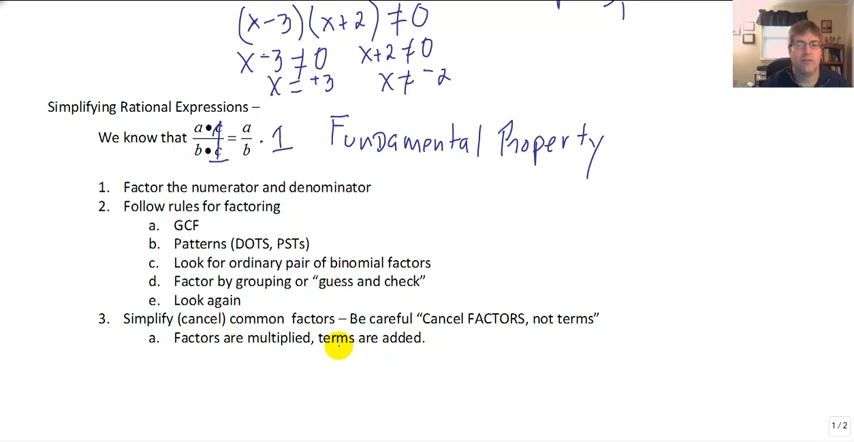 (x-3)(x+2)≠0
x-3≠0 x+2≠0
x=+3 x≠-2
Simplifying Rational Expressions –
We know that a•c/b•c = a/b · 1 Fundamental Property
1. Factor the numerator and denominator
2. Follow rules for factoring
a. GCF
b. Patterns (DOTS, PSTs)
c. Look for ordinary pair of binomial factors
d. Factor by grouping or “guess and check”
e. Look again
3. Simplify (cancel) common factors – Be careful “Cancel FACTORS, not terms”
a. Factors are multiplied, terms are added.
1 / 2